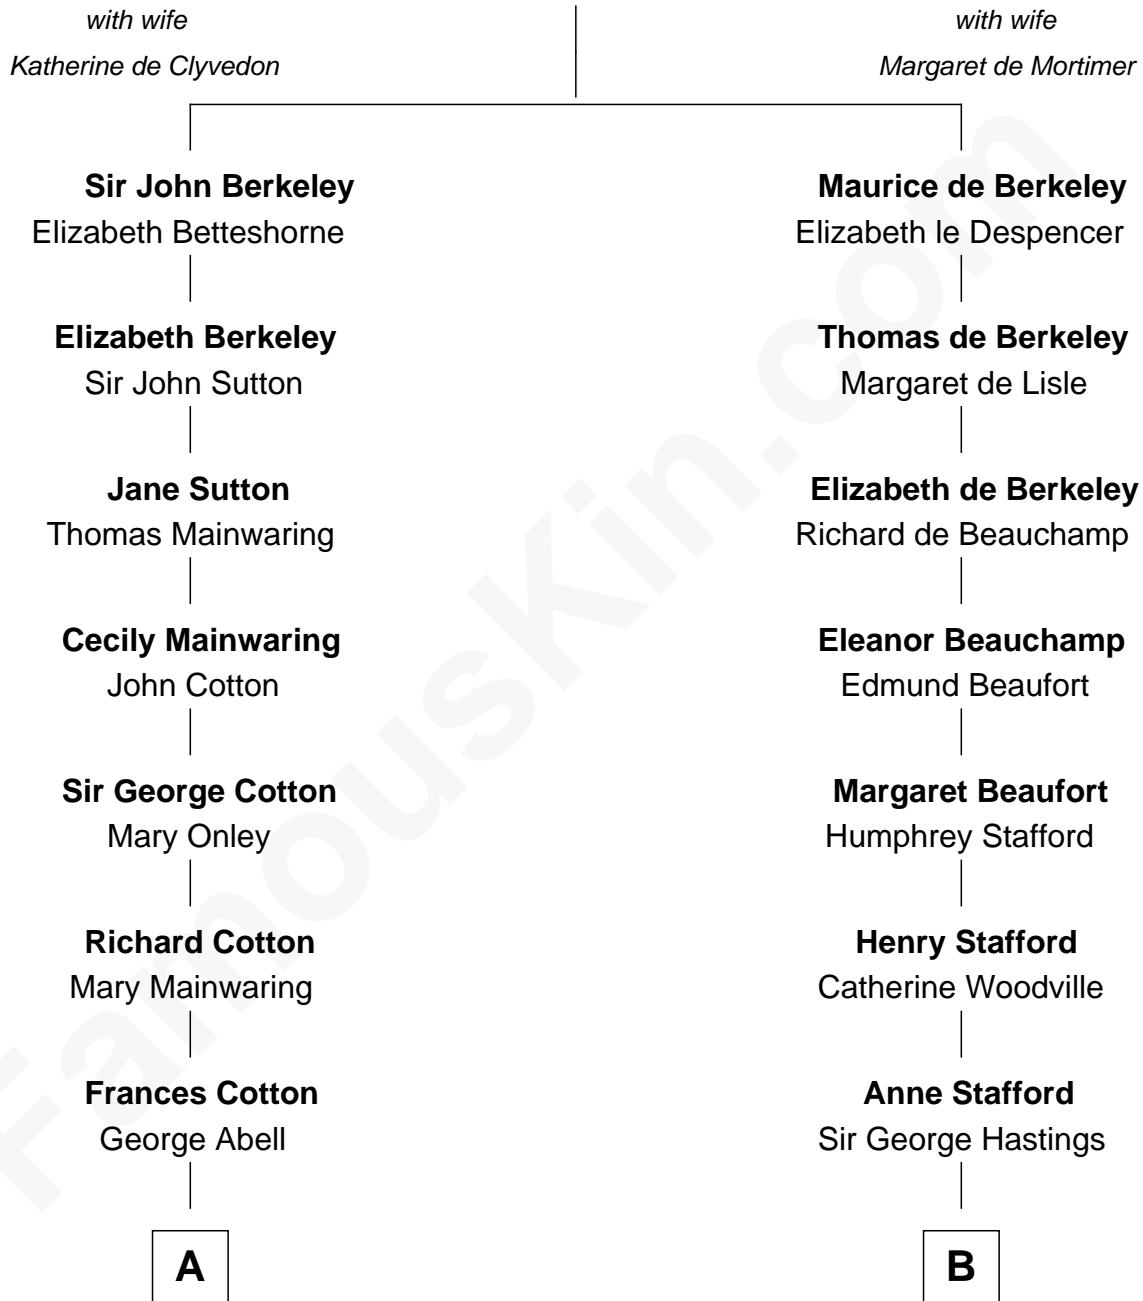 with wife
Katherine de Clyvedon
with wife
Margaret de Mortimer
Sir John Berkeley
Elizabeth Betteshorne
Maurice de Berkeley
Elizabeth le Despencer
Elizabeth Berkeley
Sir John Sutton
Thomas de Berkeley
Margaret de Lisle
Jane Sutton
Thomas Mainwaring
Elizabeth de Berkeley
Richard de Beauchamp
Cecily Mainwaring
John Cotton
Eleanor Beauchamp
Edmund Beaufort
Sir George Cotton
Mary Onley
Margaret Beaufort
Humphrey Stafford
Richard Cotton
Mary Mainwaring
Henry Stafford
Catherine Woodville
Frances Cotton
George Abell
Anne Stafford
Sir George Hastings
A
B
FamousKin.com